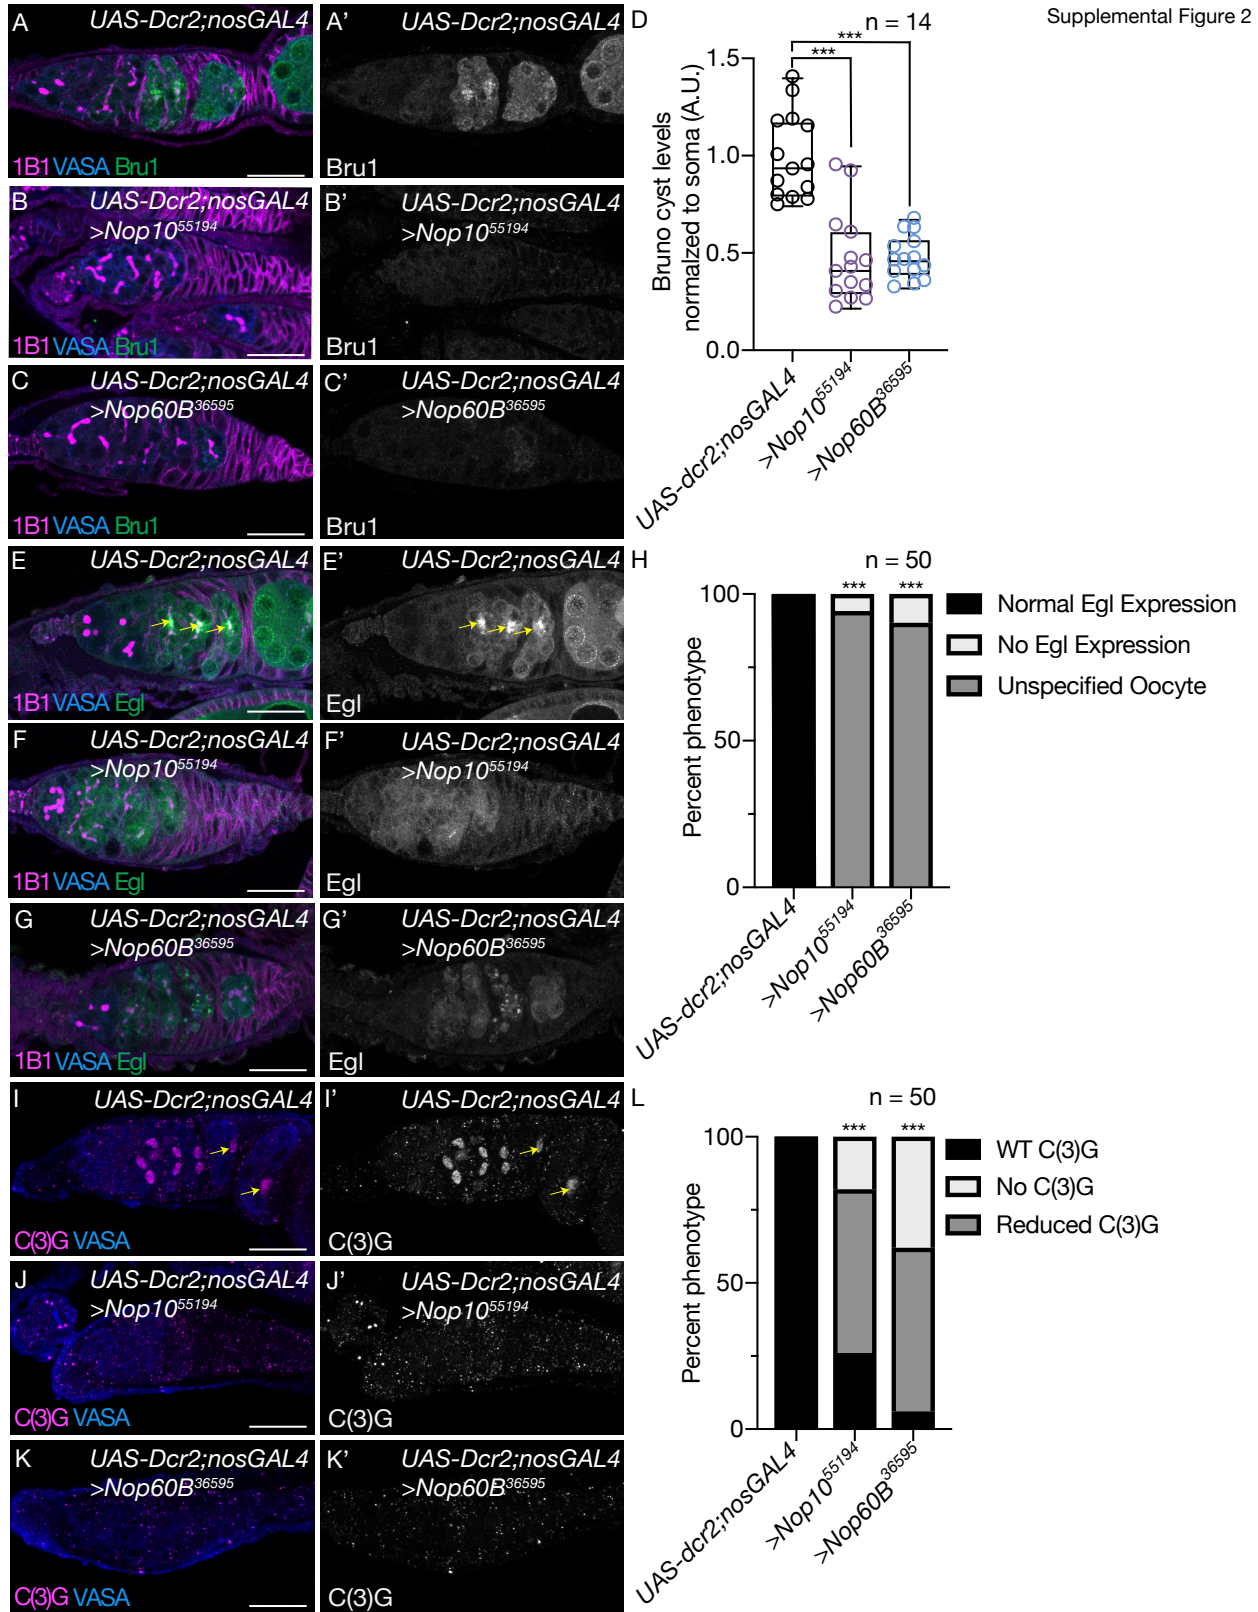 Supplemental Figure 2
A UAS-Dcr2;nosGAL4
1B1 VASA Bru1
A' UAS-Dcr2;nosGAL4
Bru1
B UAS-Dcr2;nosGAL4
>Nop10^55194
1B1 VASA Bru1
B' UAS-Dcr2;nosGAL4
>Nop10^55194
Bru1
C UAS-Dcr2;nosGAL4
>Nop60B^36595
1B1 VASA Bru1
C' UAS-Dcr2;nosGAL4
>Nop60B^36595
Bru1
D n = 14
***
***
Bruno cyst levels
normalzed to soma (A.U.)
1.5
1.0
0.5
0.0
UAS-dcr2;nosGAL4
>Nop10^55194
>Nop60B^36595
E UAS-Dcr2;nosGAL4
1B1 VASA Egl
E' UAS-Dcr2;nosGAL4
Egl
F UAS-Dcr2;nosGAL4
>Nop10^55194
1B1 VASA Egl
F' UAS-Dcr2;nosGAL4
>Nop10^55194
Egl
G UAS-Dcr2;nosGAL4
>Nop60B^36595
1B1 VASA Egl
G' UAS-Dcr2;nosGAL4
>Nop60B^36595
Egl
H n = 50
*** ***
Percent phenotype
100
50
0
UAS-dcr2;nosGAL4
>Nop10^55194
>Nop60B^36595
Normal Egl Expression
No Egl Expression
Unspecified Oocyte
I UAS-Dcr2;nosGAL4
C(3)G VASA
I' UAS-Dcr2;nosGAL4
C(3)G
J UAS-Dcr2;nosGAL4
>Nop10^55194
C(3)G VASA
J' UAS-Dcr2;nosGAL4
>Nop10^55194
C(3)G
K UAS-Dcr2;nosGAL4
>Nop60B^36595
C(3)G VASA
K' UAS-Dcr2;nosGAL4
>Nop60B^36595
C(3)G
L n = 50
*** ***
Percent phenotype
100
50
0
UAS-dcr2;nosGAL4
>Nop10^55194
>Nop60B^36595
WT C(3)G
No C(3)G
Reduced C(3)G